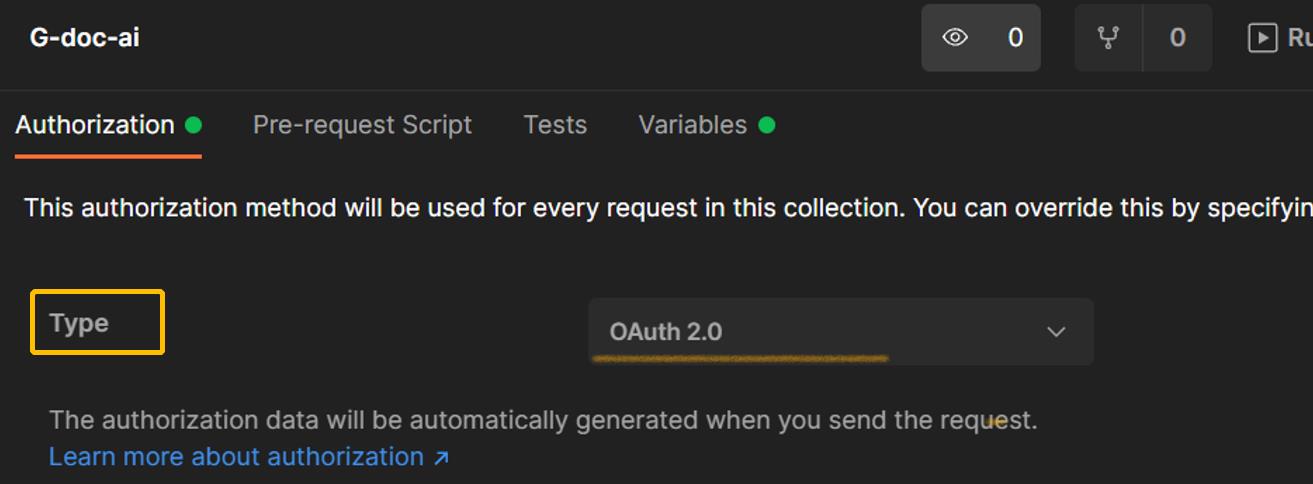 G-doc-ai 0 0 Ru
Authorization Pre-request Script Tests Variables
This authorization method will be used for every request in this collection. You can override this by specifyin
Type OAuth 2.0
The authorization data will be automatically generated when you send the request.
Learn more about authorization ↗